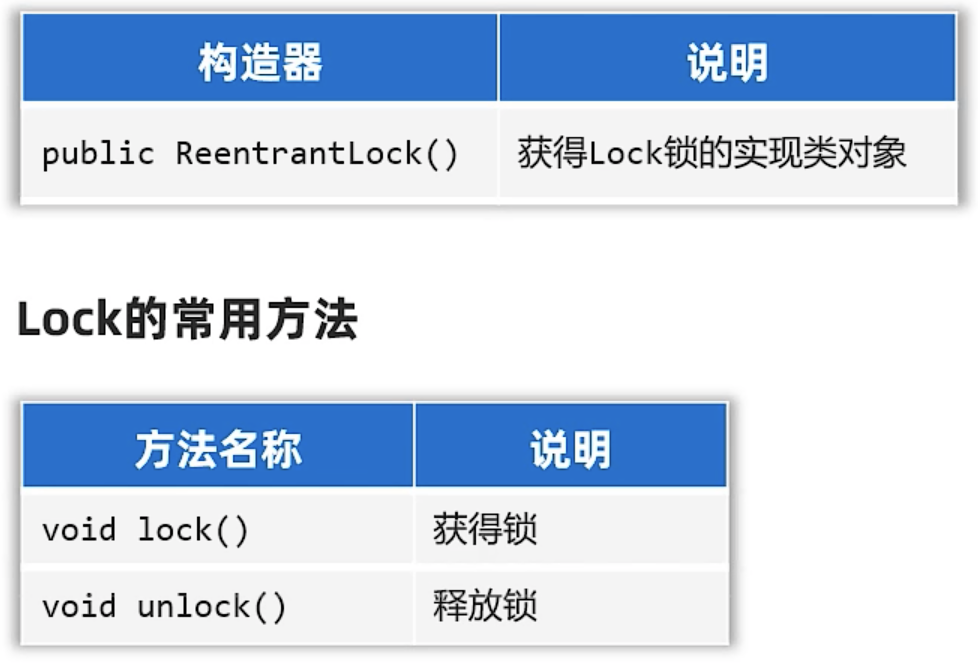 构造器 说明
public ReentrantLock() 获得Lock锁的实现类对象
Lock的常用方法
方法名称 说明
void lock() 获得锁
void unlock() 释放锁